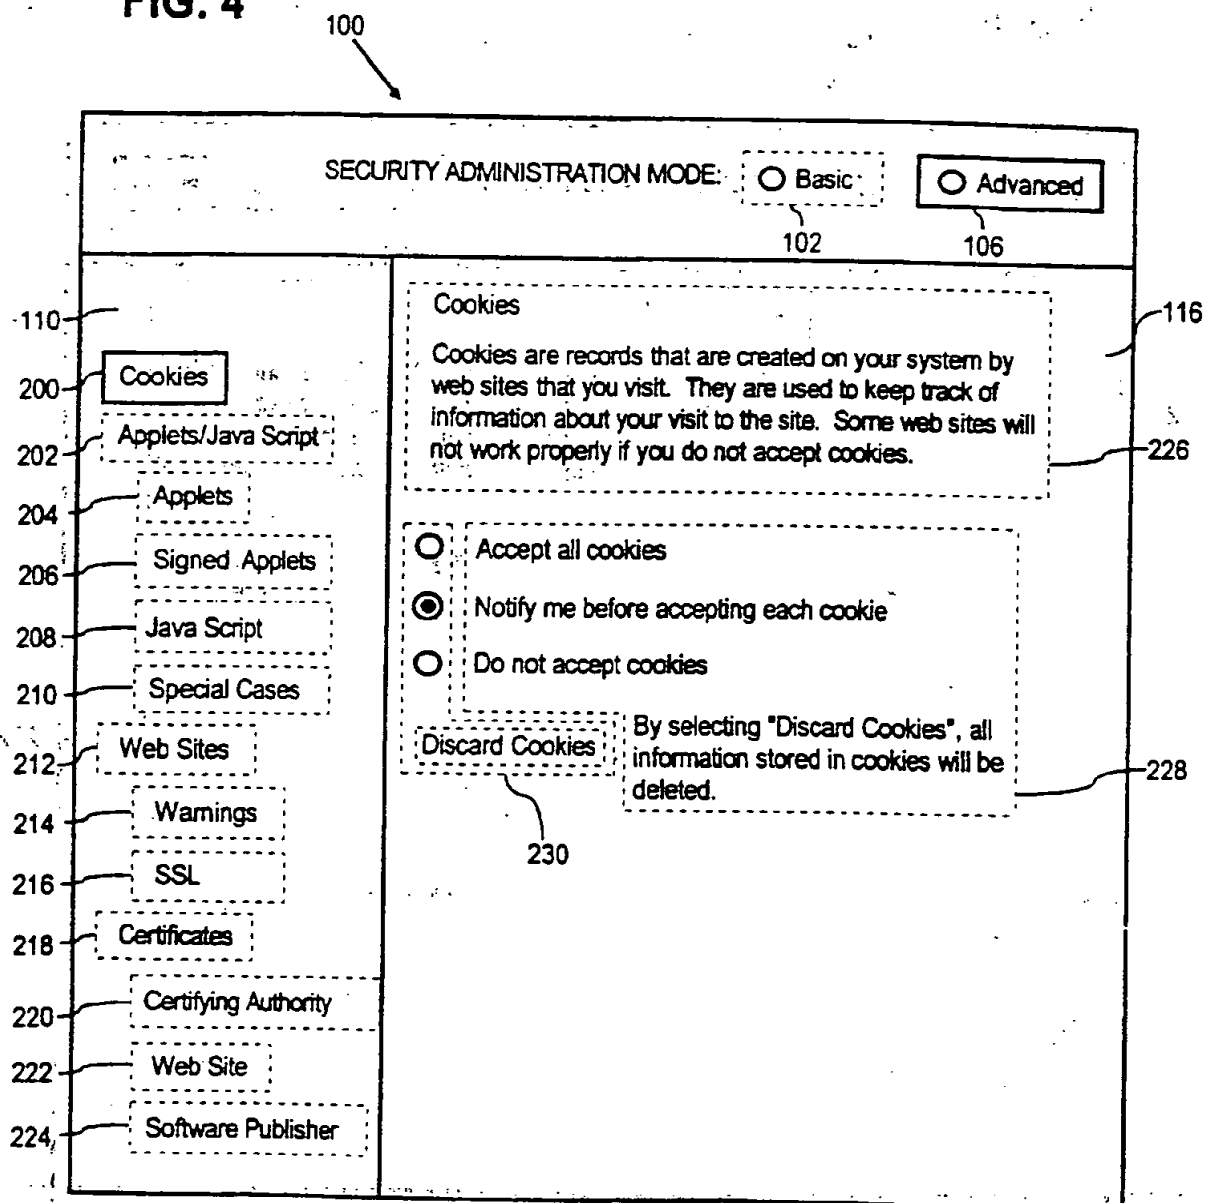 FIG. 4
100
SECURITY ADMINISTRATION MODE: Basic Advanced
102 106
110
116
200 Cookies
202 Applets/Java Script
204 Applets
206 Signed Applets
208 Java Script
210 Special Cases
212 Web Sites
214 Warnings
216 SSL
218 Certificates
220 Certifying Authority
222 Web Site
224 Software Publisher
Cookies
Cookies are records that are created on your system by
web sites that you visit. They are used to keep track of
information about your visit to the site. Some web sites will
not work properly if you do not accept cookies.
226
Accept all cookies
Notify me before accepting each cookie
Do not accept cookies
Discard Cookies
By selecting "Discard Cookies", all
information stored in cookies will be
deleted.
228
230